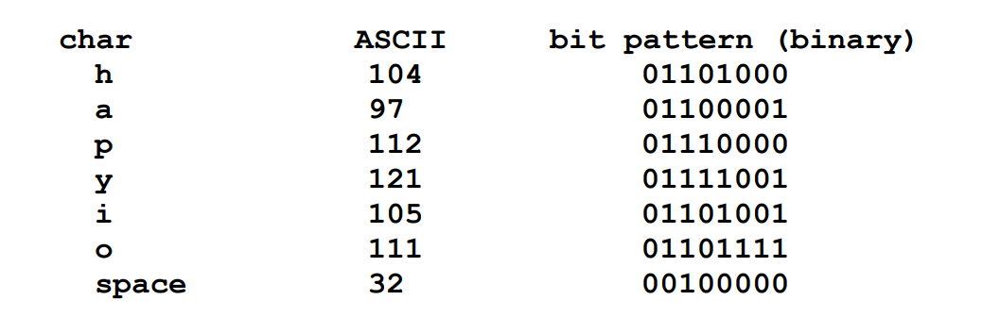 char ASCII bit pattern (binary)
h 104 01101000
a 97 01100001
p 112 01110000
y 121 01111001
i 105 01101001
o 111 01101111
space 32 00100000